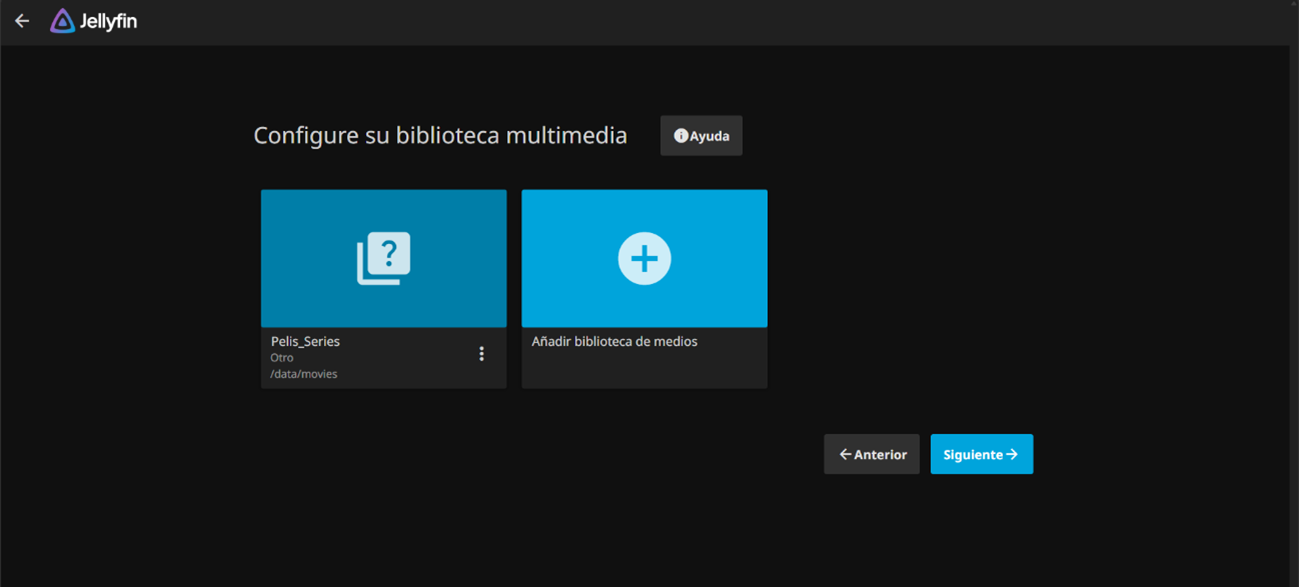 Jellyfin
Configure su biblioteca multimedia
Ayuda
Pelis_Series
Otro
/data/movies
Añadir biblioteca de medios
Anterior
Siguiente